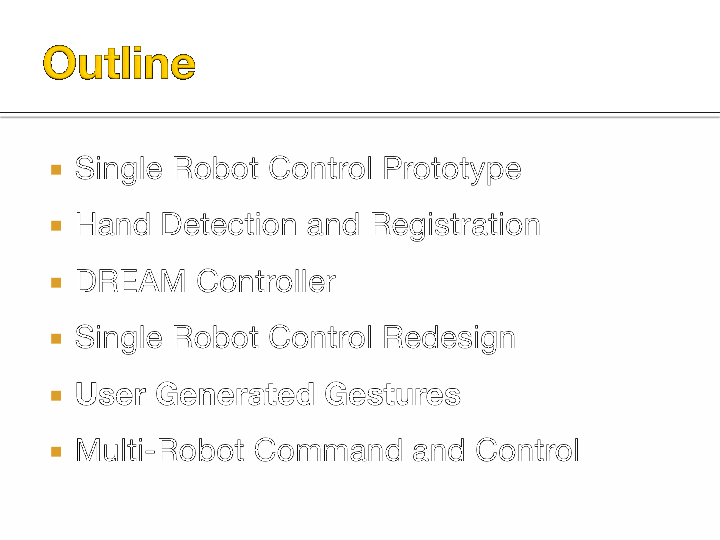 Outline
Single Robot Control Prototype
Hand Detection and Registration
DREAM Controller
Single Robot Control Redesign
User Generated Gestures
Multi-Robot Command and Control